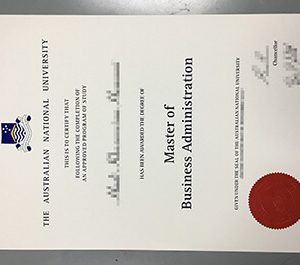 THE AUSTRALIAN NATIONAL UNIVERSITY
THIS IS TO CERTIFY THAT
FOLLOWING THE COMPLETION OF
AN APPROVED PROGRAM OF STUDY
HAS BEEN AWARDED THE DEGREE OF
Master of
Business Administration
GIVEN UNDER THE SEAL OF THE AUSTRALIAN NATIONAL UNIVERSITY
Chancellor